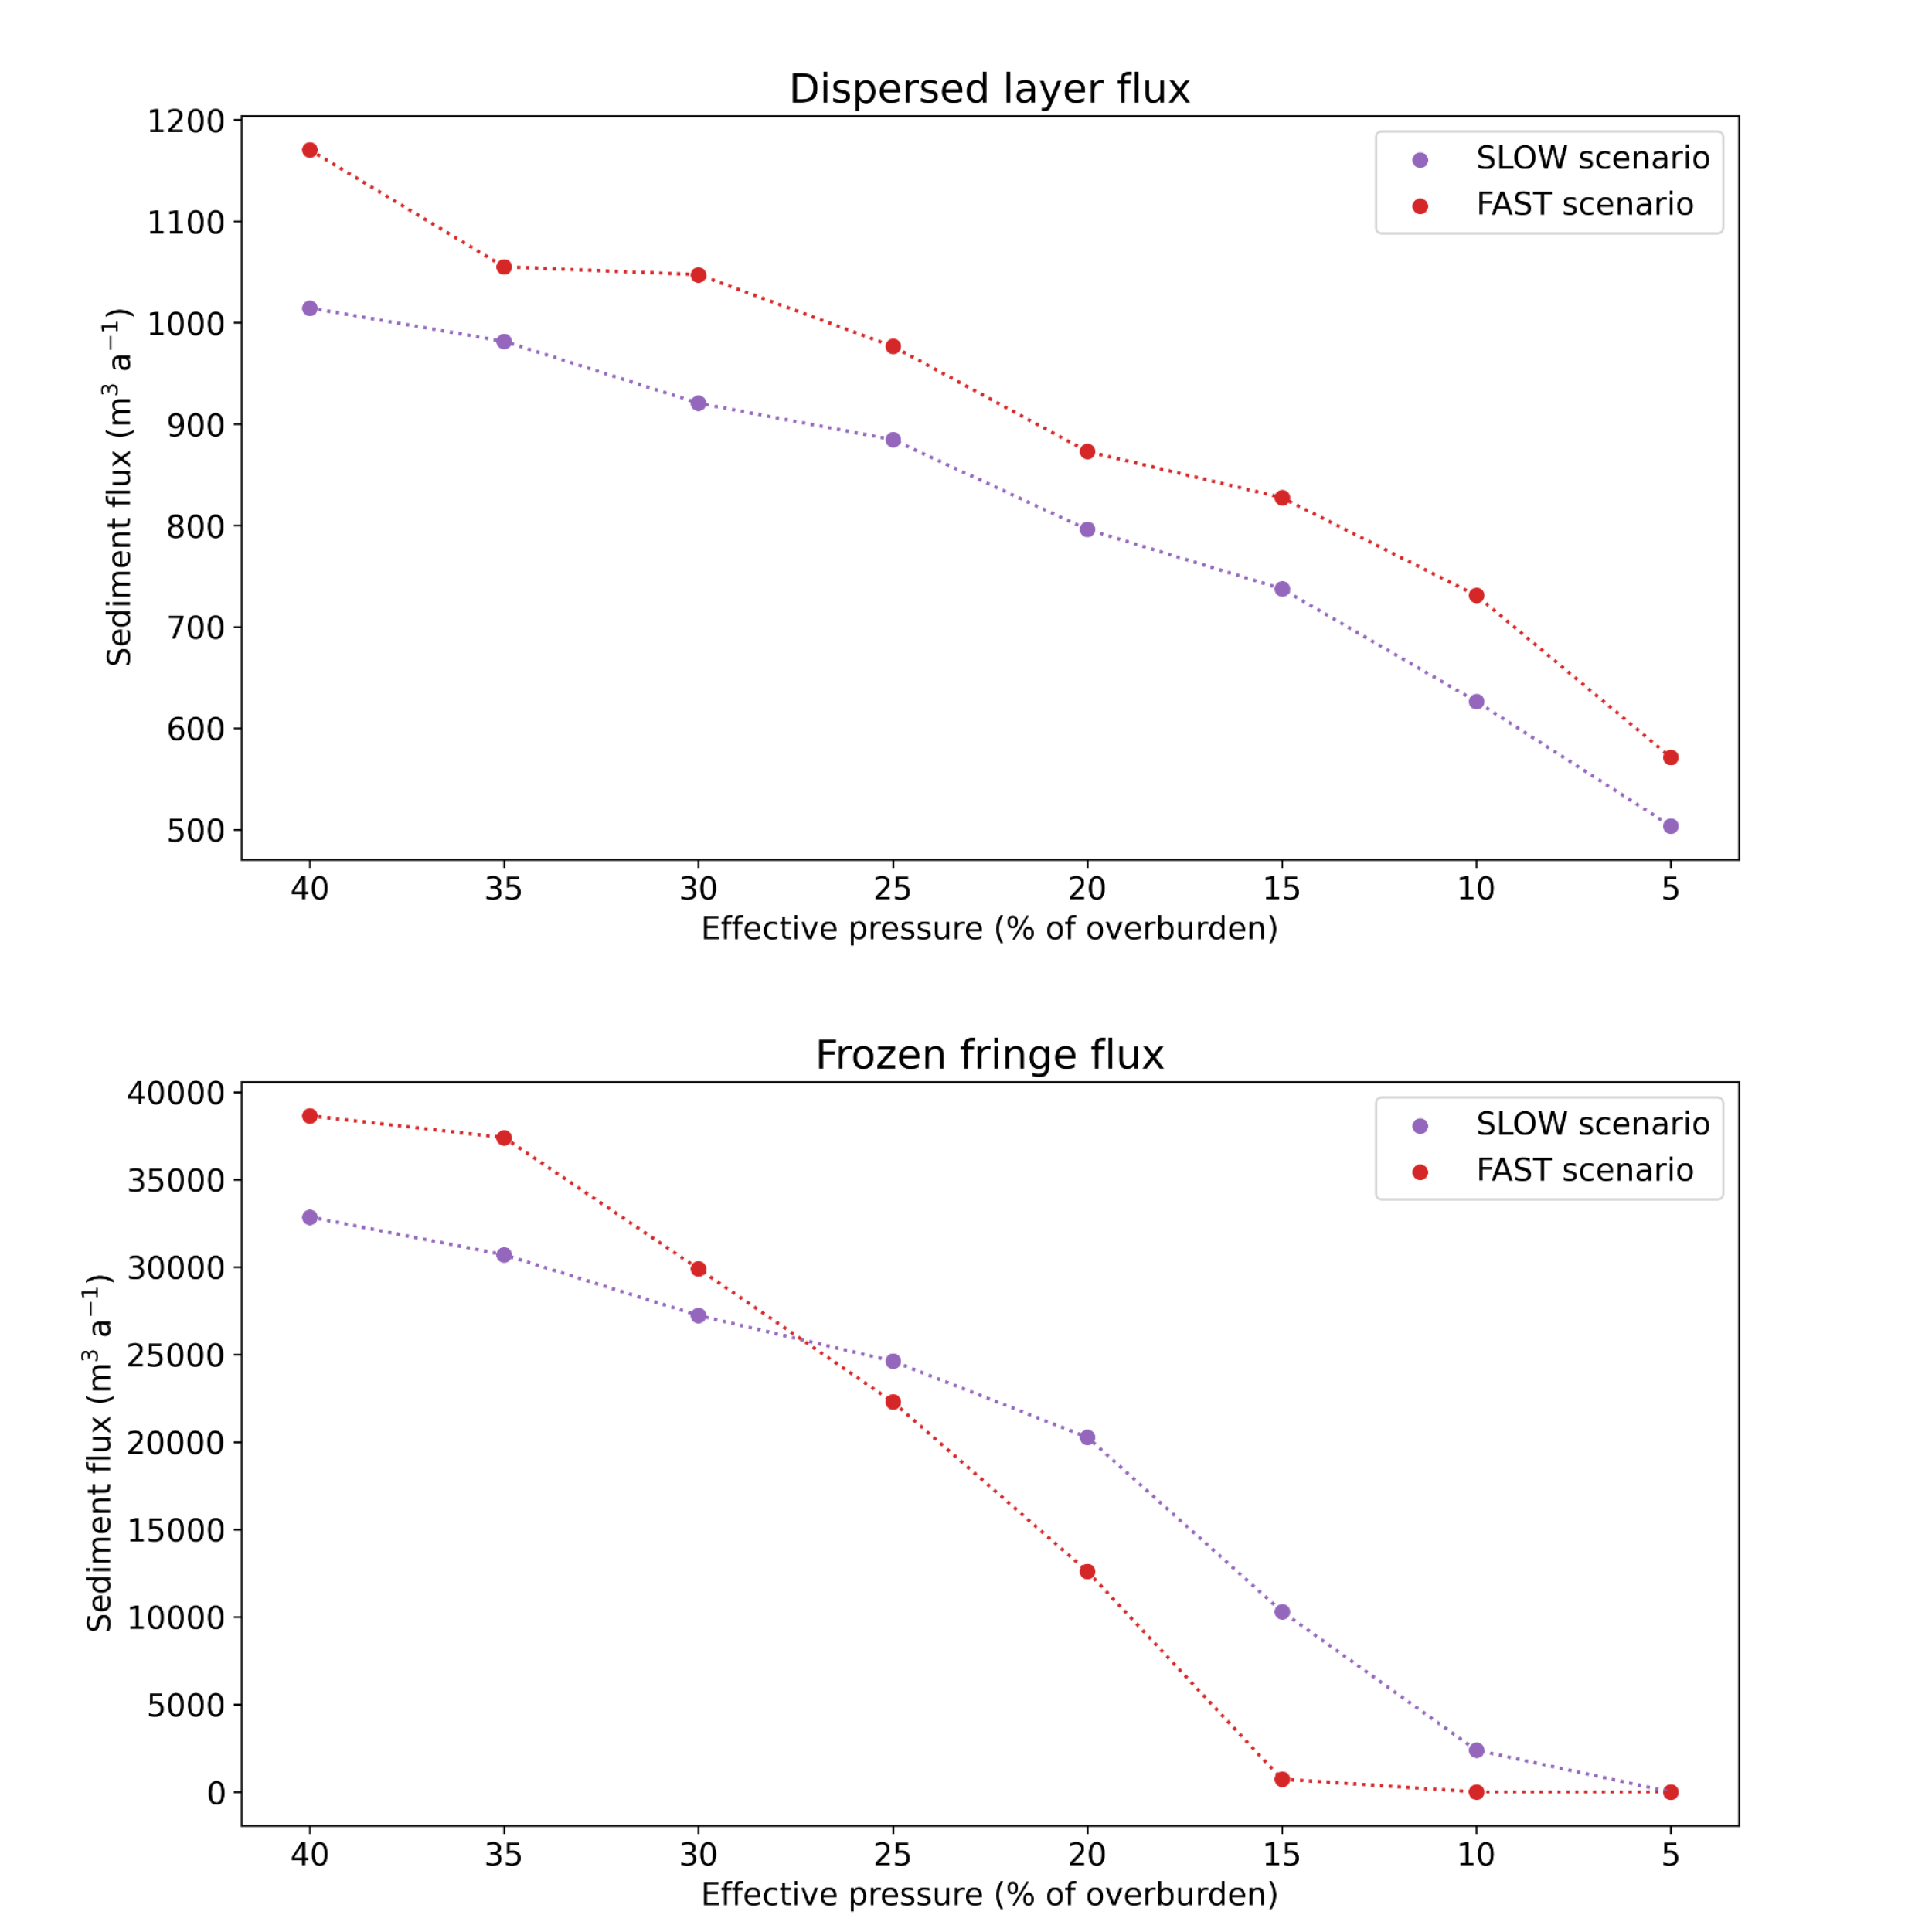 Dispersed layer flux
1200
1100
1000
900
800
700
600
500
Sediment flux (m³ a⁻¹)
SLOW scenario
FAST scenario
40 35 30 25 20 15 10 5
Effective pressure (% of overburden)
Frozen fringe flux
40000
35000
30000
25000
20000
15000
10000
5000
0
Sediment flux (m³ a⁻¹)
SLOW scenario
FAST scenario
40 35 30 25 20 15 10 5
Effective pressure (% of overburden)